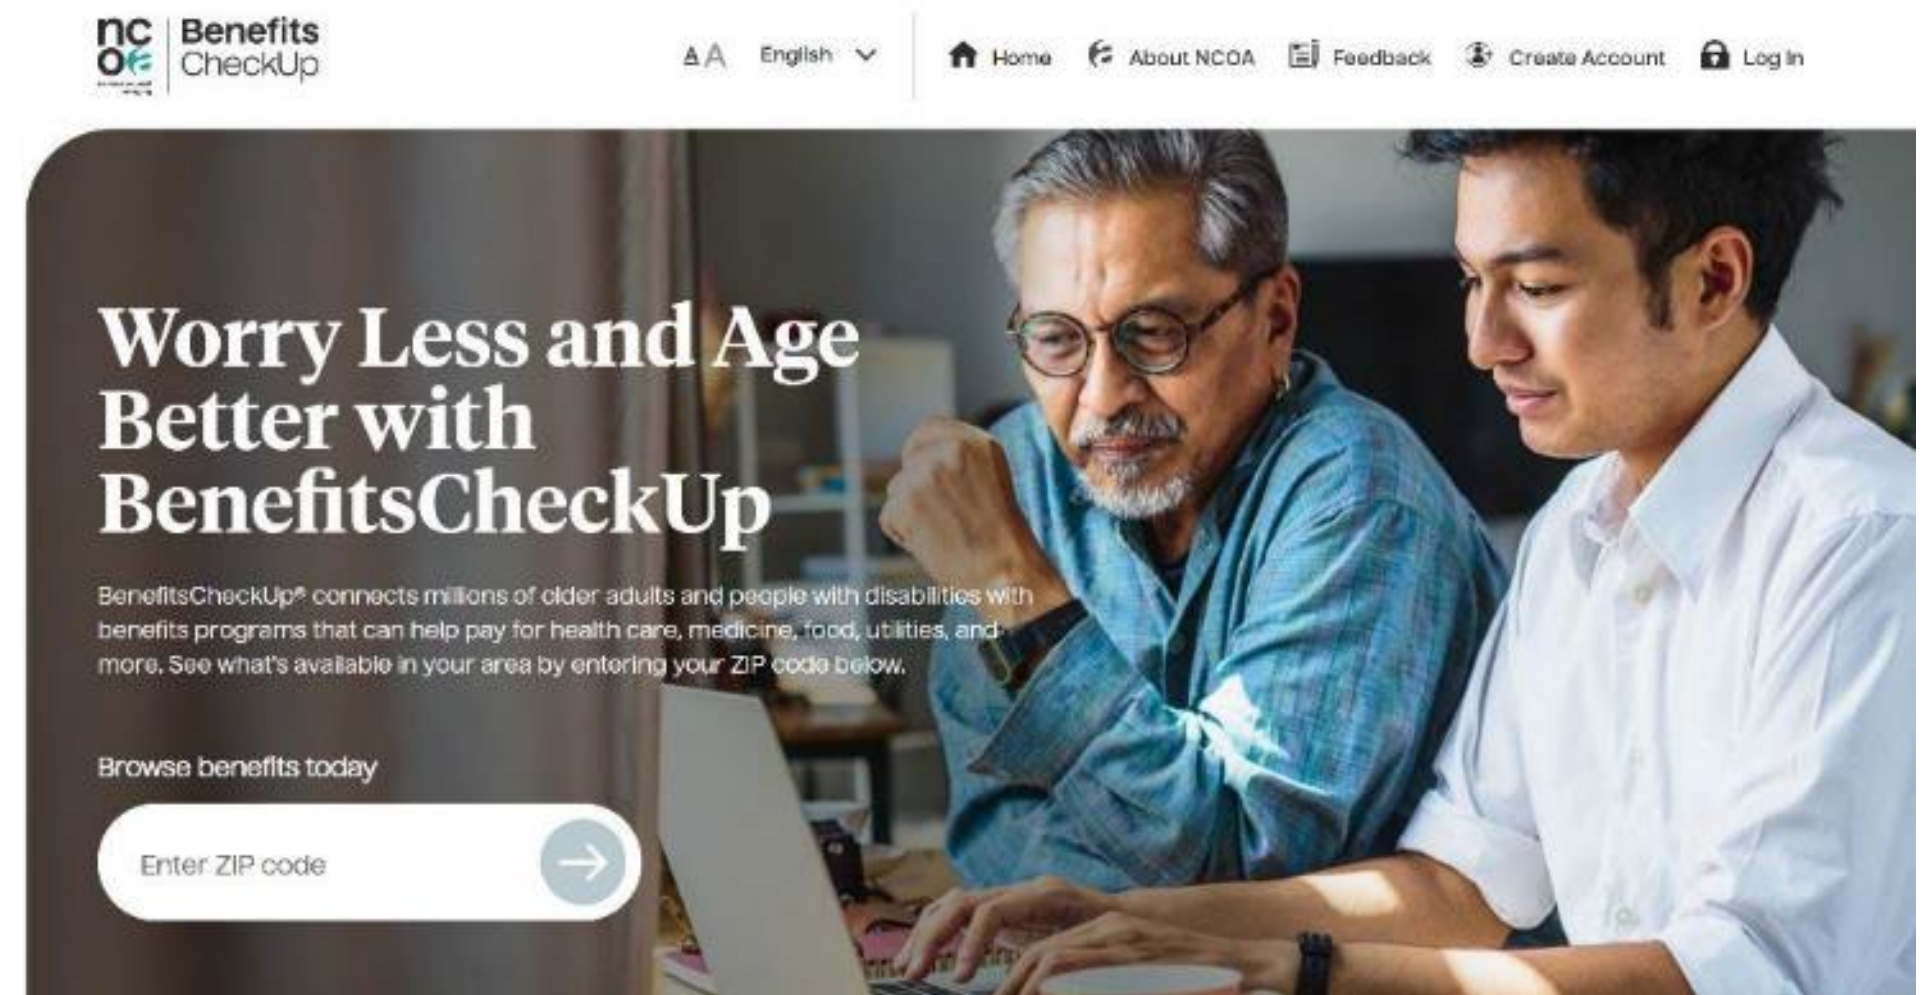 nc
oa
Benefits
CheckUp
A A English
Home
About NCOA
Feedback
Create Account
Log In
Worry Less and Age
Better with
BenefitsCheckUp
BenefitsCheckUp® connects millions of older adults and people with disabilities with
benefits programs that can help pay for health care, medicine, food, utilities, and
more. See what's available in your area by entering your ZIP code below.
Browse benefits today
Enter ZIP code